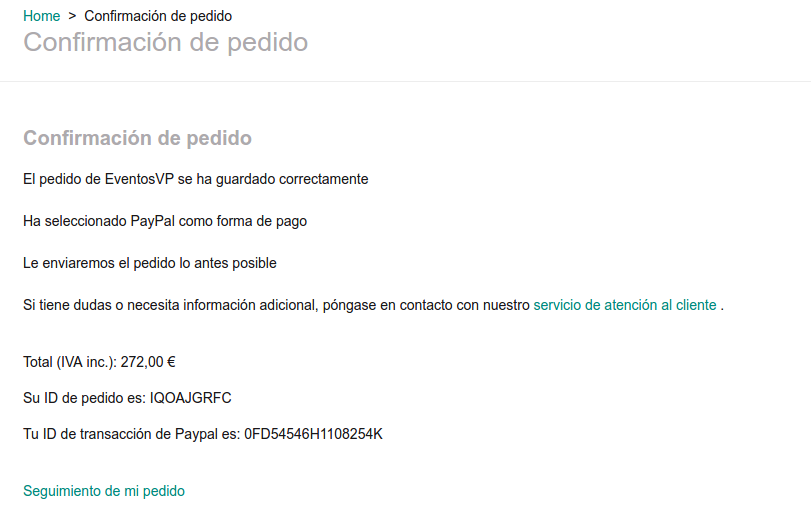 Home > Confirmación de pedido
Confirmación de pedido
Confirmación de pedido
El pedido de EventosVP se ha guardado correctamente
Ha seleccionado PayPal como forma de pago
Le enviaremos el pedido lo antes posible
Si tiene dudas o necesita información adicional, póngase en contacto con nuestro servicio de atención al cliente .
Total (IVA inc.): 272,00 €
Su ID de pedido es: IQOAJGRFC
Tu ID de transacción de Paypal es: 0FD54546H1108254K
Seguimiento de mi pedido